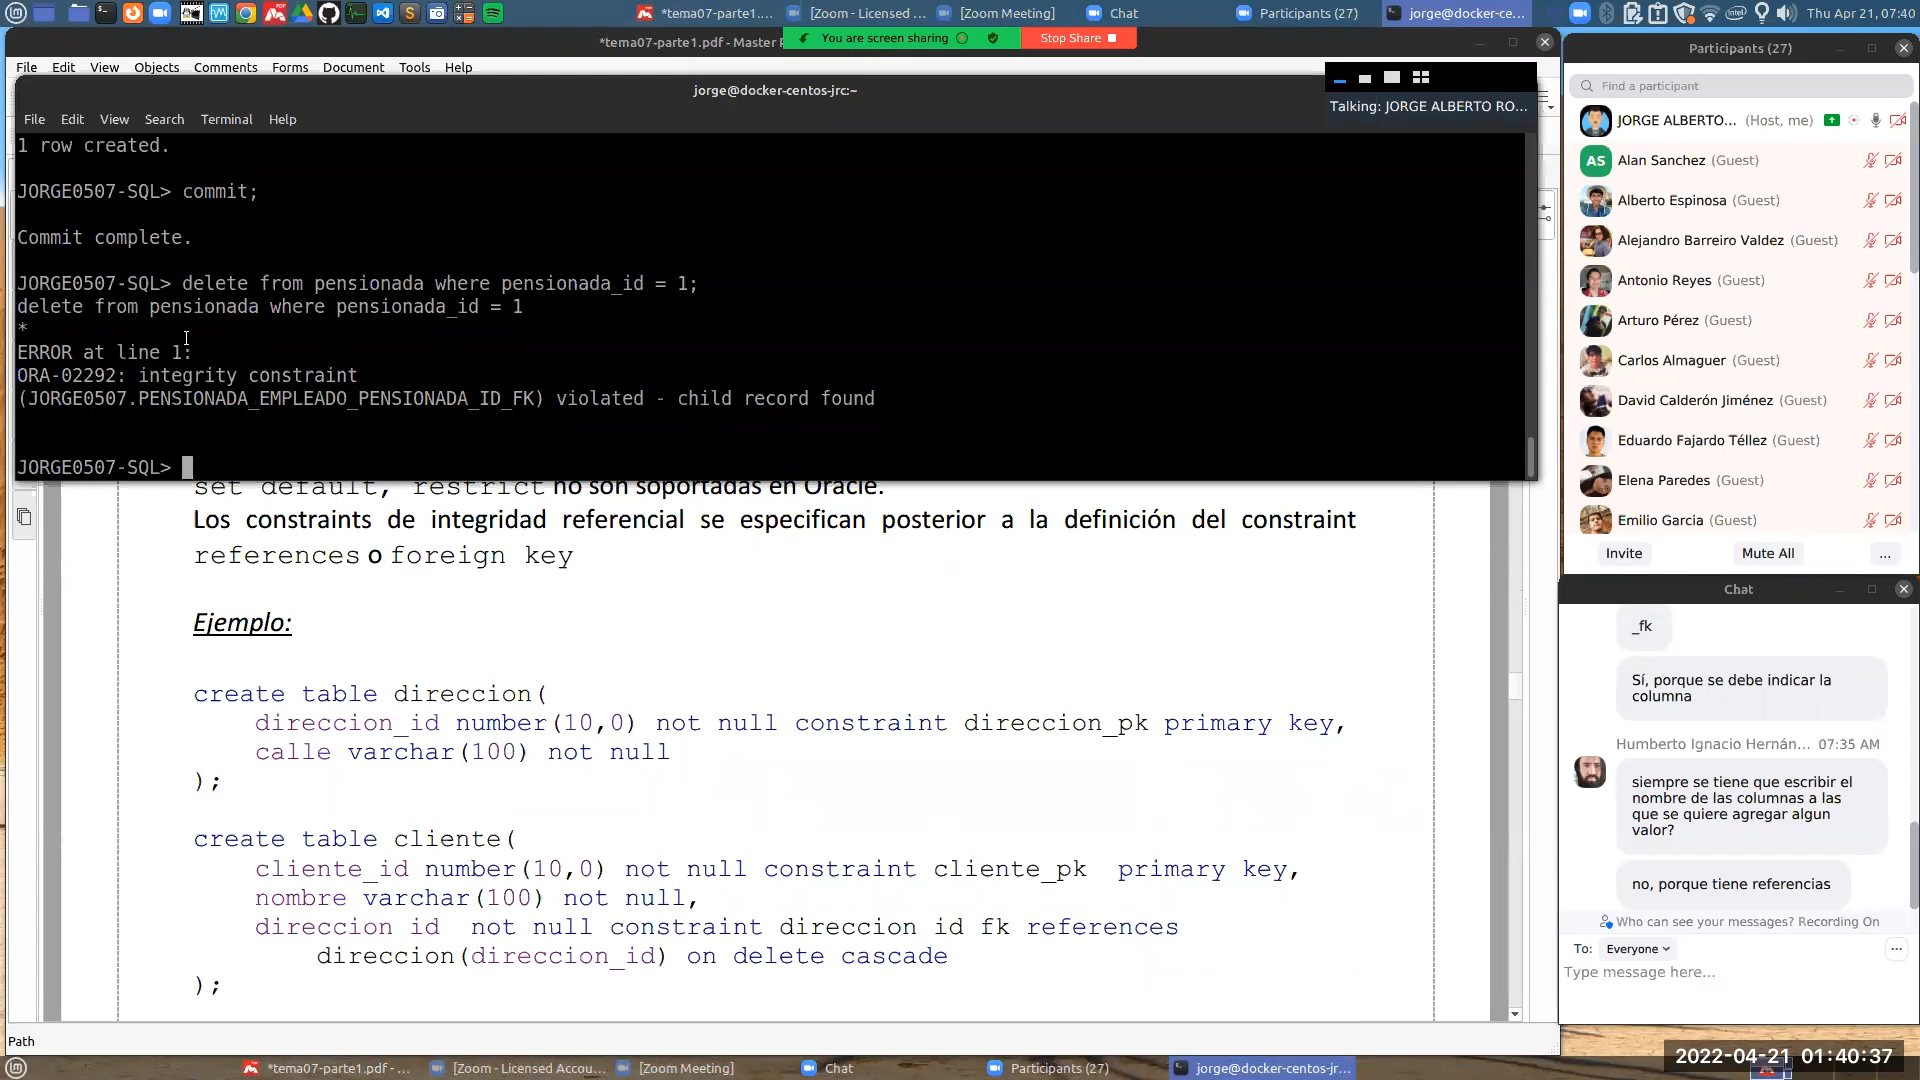 *tema07-parte1....
[Zoom - Licensed ...
[Zoom Meeting]
Chat
Participants (27)
jorge@docker-ce...
Thu Apr 21, 07:40
*tema07-parte1.pdf - Master P
You are screen sharing
Stop Share
File Edit View Objects Comments Forms Document Tools Help
jorge@docker-centos-jrc:~
Talking: JORGE ALBERTO RO...
File Edit View Search Terminal Help
1 row created.
JORGE0507-SQL> commit;
Commit complete.
JORGE0507-SQL> delete from pensionada where pensionada_id = 1;
delete from pensionada where pensionada_id = 1
*
ERROR at line 1:
ORA-02292: integrity constraint
(JORGE0507.PENSIONADA_EMPLEADO_PENSIONADA_ID_FK) violated - child record found
JORGE0507-SQL>
set default, restrict no son soportadas en Oracle.
Los constraints de integridad referencial se especifican posterior a la definición del constraint
references o foreign key
Ejemplo:
create table direccion(
direccion_id number(10,0) not null constraint direccion_pk primary key,
calle varchar(100) not null
);
create table cliente(
cliente_id number(10,0) not null constraint cliente_pk primary key,
nombre varchar(100) not null,
direccion id not null constraint direccion id fk references
direccion(direccion_id) on delete cascade
);
Path
Participants (27)
Find a participant
JORGE ALBERTO... (Host, me)
AS Alan Sanchez (Guest)
Alberto Espinosa (Guest)
Alejandro Barreiro Valdez (Guest)
Antonio Reyes (Guest)
Arturo Pérez (Guest)
Carlos Almaguer (Guest)
David Calderón Jiménez (Guest)
Eduardo Fajardo Téllez (Guest)
Elena Paredes (Guest)
Emilio Garcia (Guest)
Invite
Mute All
...
Chat
_fk
Sí, porque se debe indicar la
columna
Humberto Ignacio Hernán... 07:35 AM
siempre se tiene que escribir el
nombre de las columnas a las
que se quiere agregar algun
valor?
no, porque tiene referencias
Who can see your messages? Recording On
To: Everyone
Type message here...
*tema07-parte1.pdf - ...
[Zoom - Licensed Accou...
[Zoom Meeting]
Chat
Participants (27)
jorge@docker-centos-jr...
2022-04-21 01:40:37